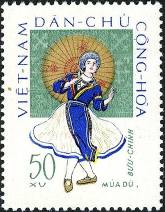 VIỆT-NAM DÂN-CHỦ CỘNG-HÒA
BƯU-CHÍNH
50
XU
MÚA DÙ